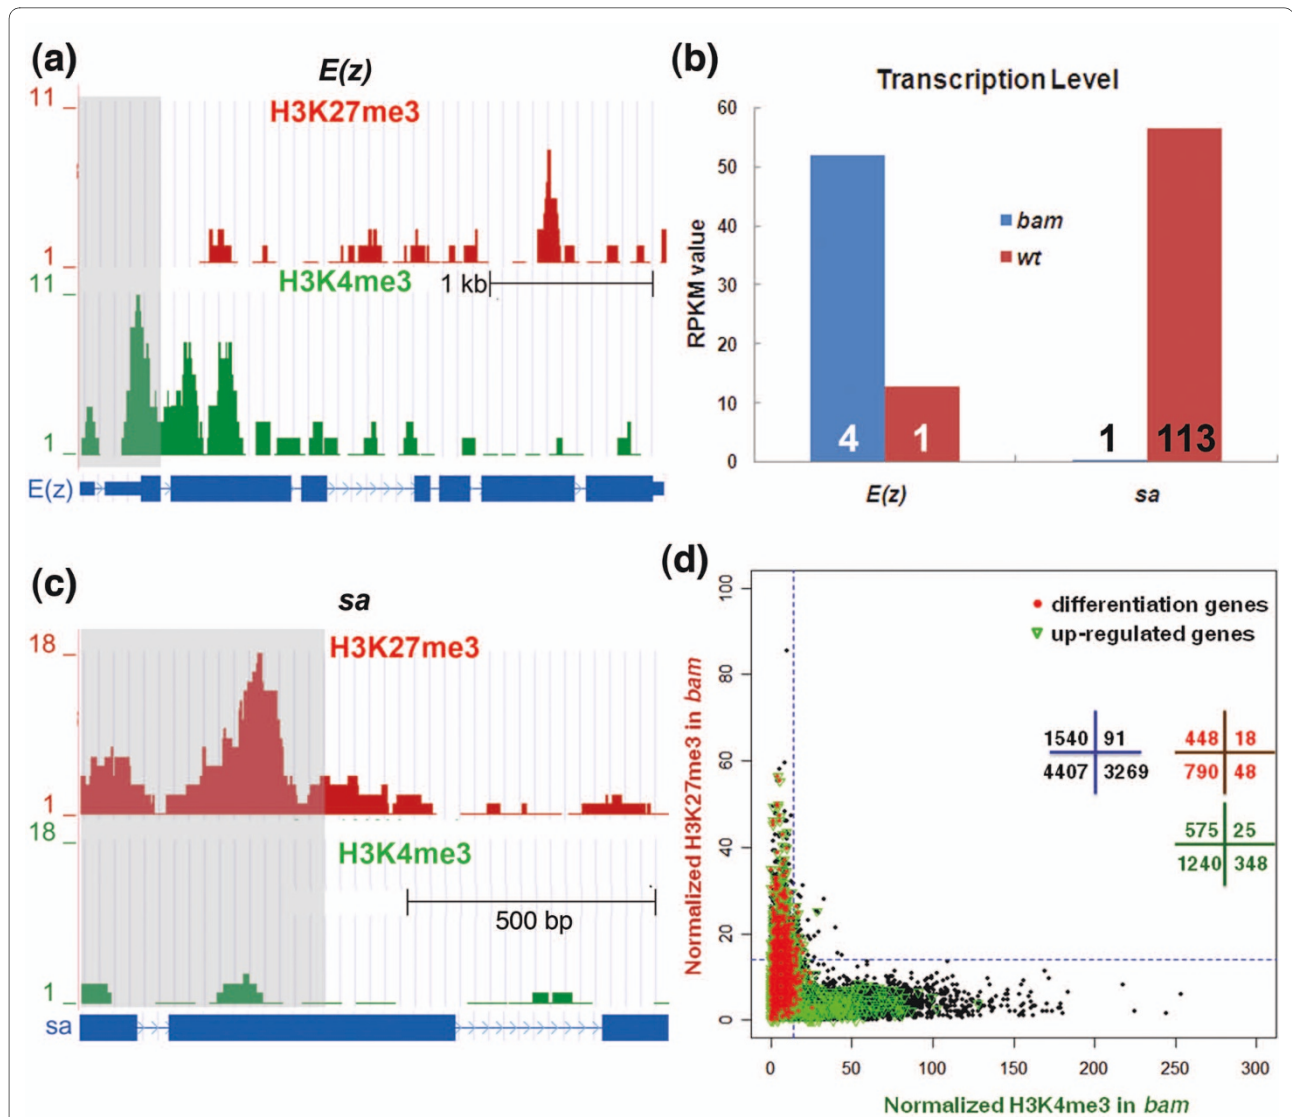 (a)
E(z)
11
H3K27me3
1
H3K4me3
1 kb
11
1
E(z)
(b)
Transcription Level
60
50
40
30
20
10
0
RPKM value
bam
wt
4
1
1
113
E(z)
sa
(c)
sa
18
H3K27me3
1
18
H3K4me3
500 bp
1
sa
(d)
differentiation genes
up-regulated genes
100
80
60
40
20
0
Normalized H3K27me3 in bam
1540 91
4407 3269
448 18
790 48
575 25
1240 348
0 50 100 150 200 250 300
Normalized H3K4me3 in bam